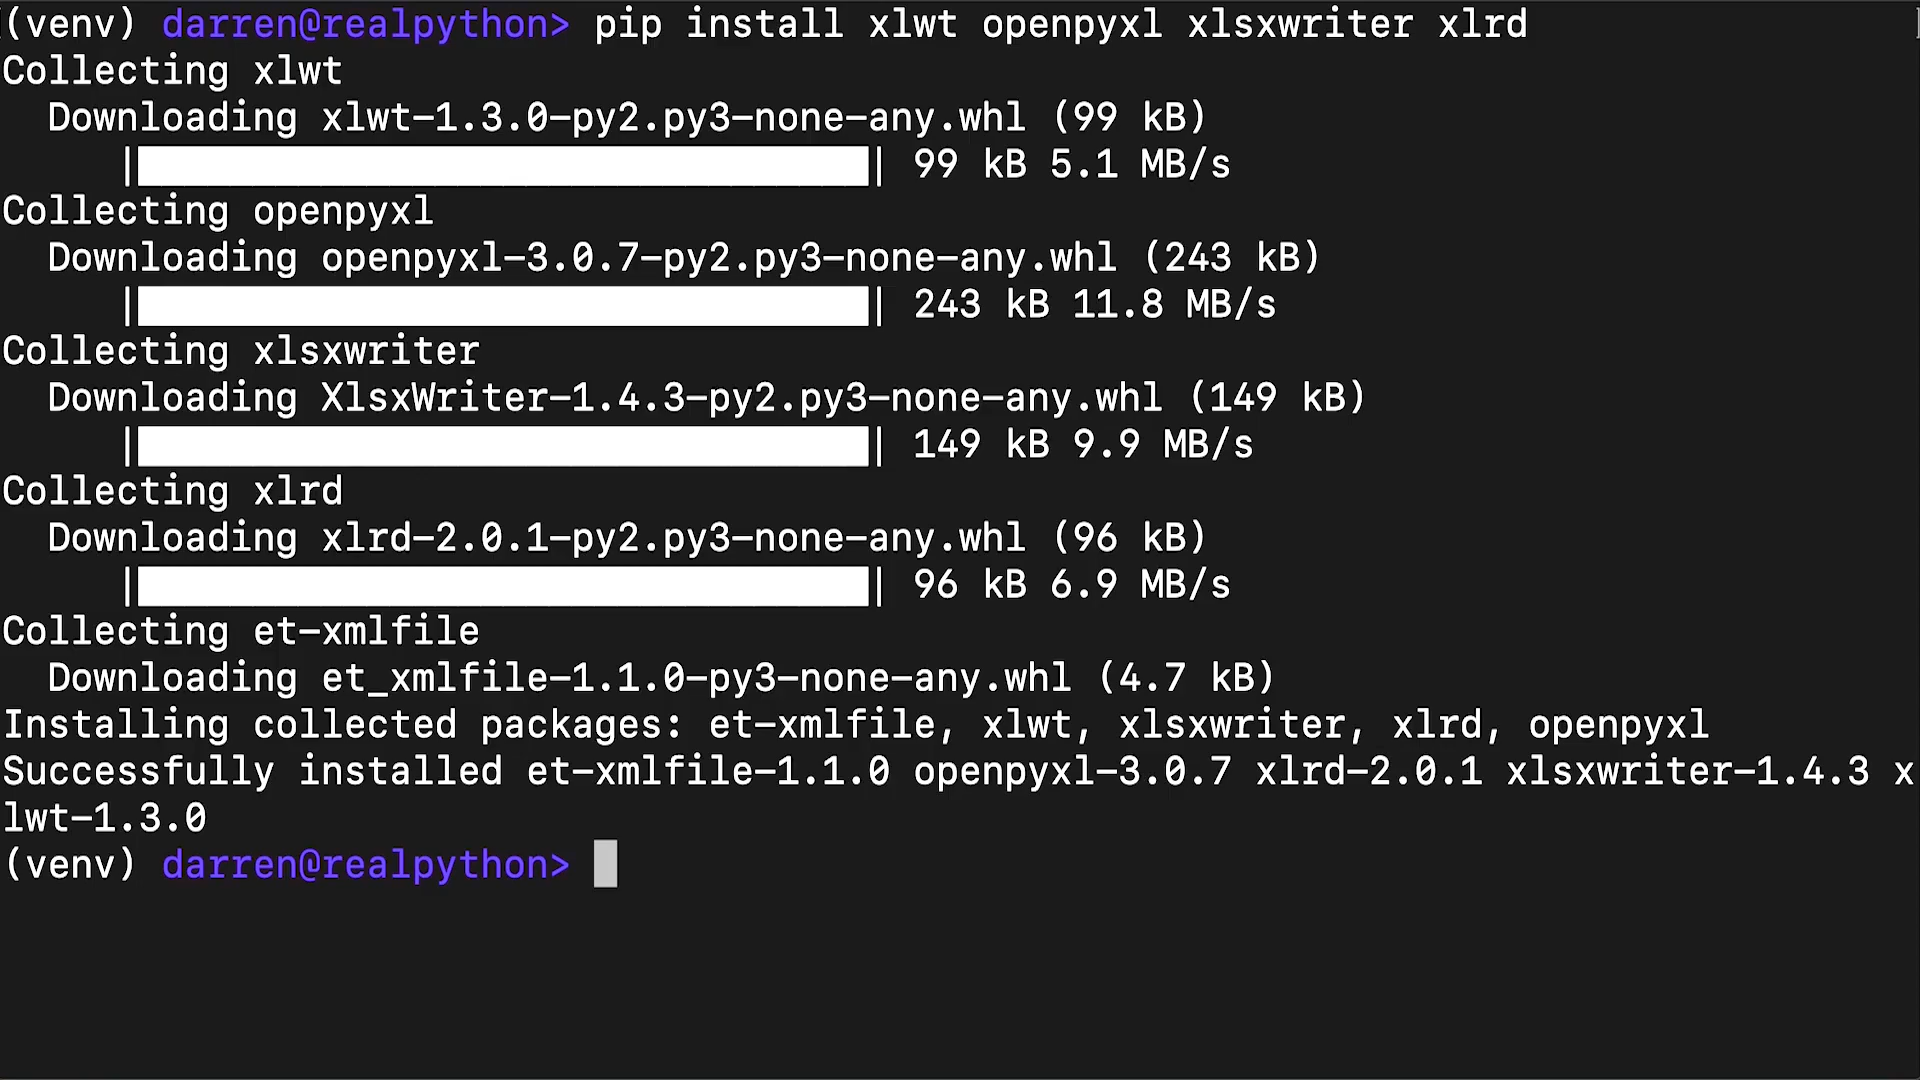 (venv) darren@realpython> pip install xlwt openpyxl xlsxwriter xlrd
Collecting xlwt
  Downloading xlwt-1.3.0-py2.py3-none-any.whl (99 kB)
     |████████████████████████████████| 99 kB 5.1 MB/s
Collecting openpyxl
  Downloading openpyxl-3.0.7-py2.py3-none-any.whl (243 kB)
     |████████████████████████████████| 243 kB 11.8 MB/s
Collecting xlsxwriter
  Downloading XlsxWriter-1.4.3-py2.py3-none-any.whl (149 kB)
     |████████████████████████████████| 149 kB 9.9 MB/s
Collecting xlrd
  Downloading xlrd-2.0.1-py2.py3-none-any.whl (96 kB)
     |████████████████████████████████| 96 kB 6.9 MB/s
Collecting et-xmlfile
  Downloading et_xmlfile-1.1.0-py3-none-any.whl (4.7 kB)
Installing collected packages: et-xmlfile, xlwt, xlsxwriter, xlrd, openpyxl
Successfully installed et-xmlfile-1.1.0 openpyxl-3.0.7 xlrd-2.0.1 xlsxwriter-1.4.3 x
lwt-1.3.0
(venv) darren@realpython>